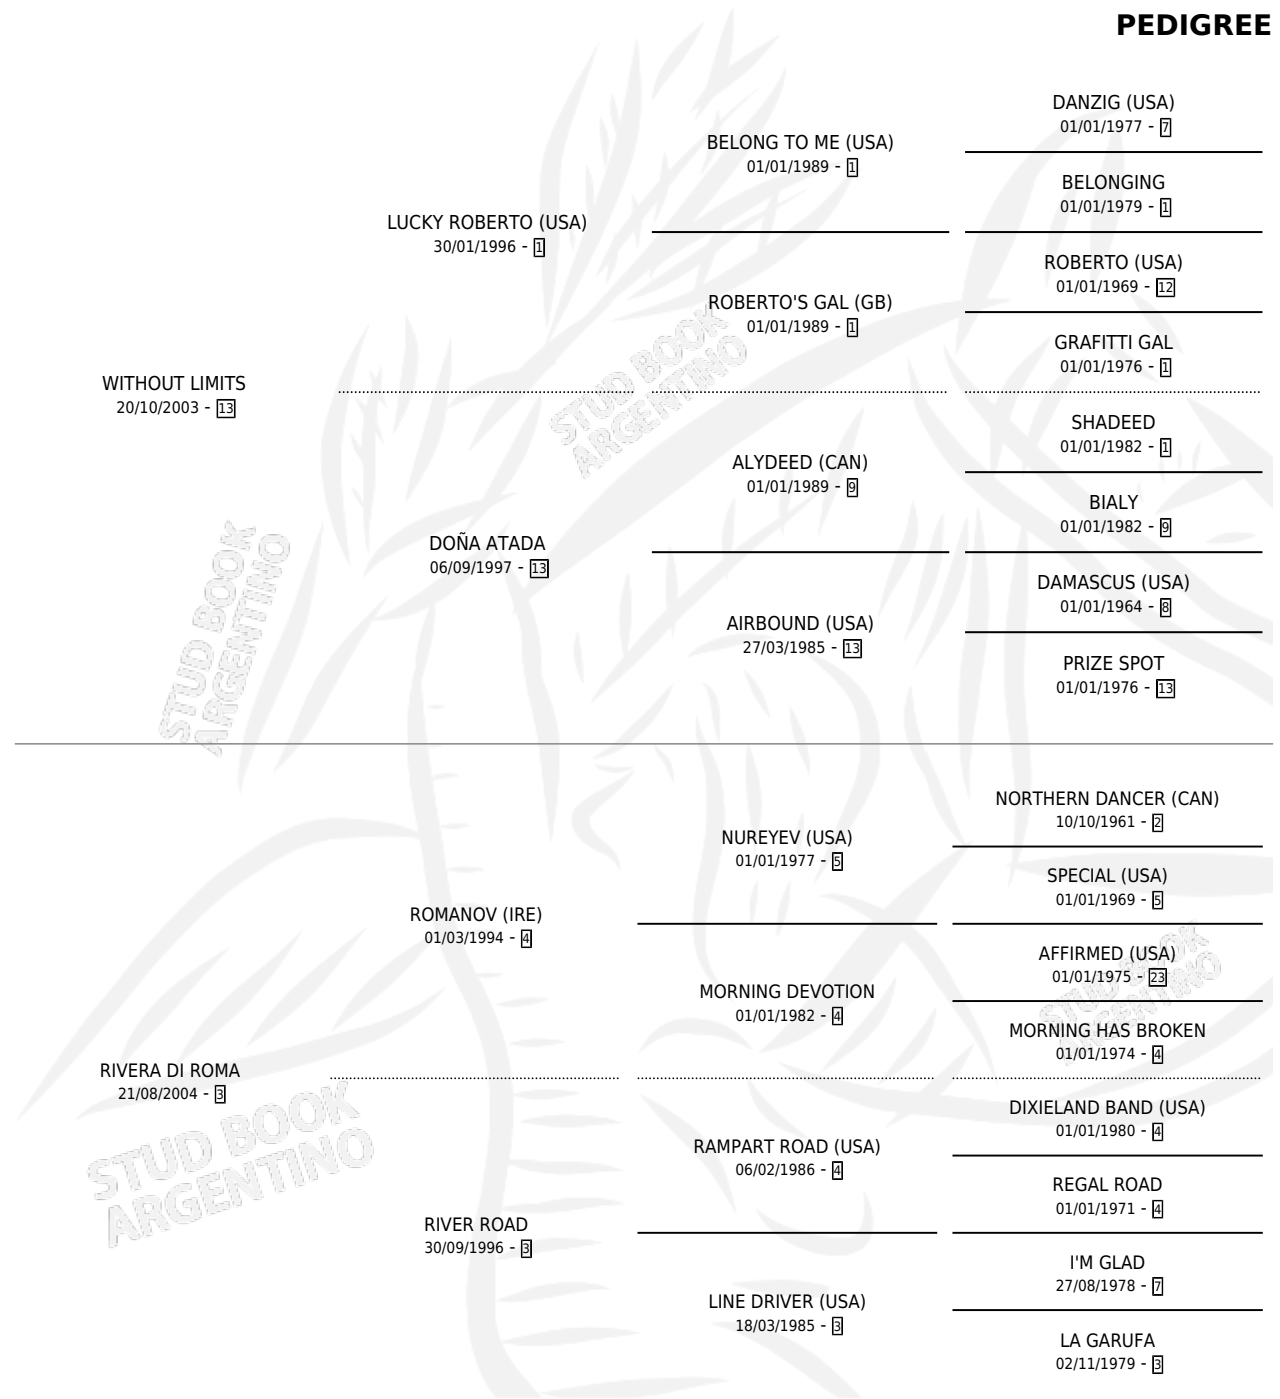 PEDIGREE
DANZIG (USA)
01/01/1977 - 7
BELONG TO ME (USA)
01/01/1989 - 1
BELONGING
01/01/1979 - 1
LUCKY ROBERTO (USA)
30/01/1996 - 1
ROBERTO (USA)
01/01/1969 - 12
ROBERTO'S GAL (GB)
01/01/1989 - 1
GRAFITTI GAL
01/01/1976 - 1
WITHOUT LIMITS
20/10/2003 - 13
STUD BOOK
ARGENTINO
SHADEED
01/01/1982 - 1
ALYDEED (CAN)
01/01/1989 - 9
BIALY
01/01/1982 - 9
DOÑA ATADA
06/09/1997 - 13
DAMASCUS (USA)
01/01/1964 - 8
AIRBOUND (USA)
27/03/1985 - 13
PRIZE SPOT
01/01/1976 - 13
STUD BOOK
ARGENTINO
NORTHERN DANCER (CAN)
10/10/1961 - 2
NUREYEV (USA)
01/01/1977 - 5
SPECIAL (USA)
01/01/1969 - 5
ROMANOV (IRE)
01/03/1994 - 4
AFFIRMED (USA)
01/01/1975 - 23
STUD BOOK
ARGENTINO
MORNING DEVOTION
01/01/1982 - 4
MORNING HAS BROKEN
01/01/1974 - 4
RIVERA DI ROMA
21/08/2004 - 3
STUD BOOK
ARGENTINO
DIXIELAND BAND (USA)
01/01/1980 - 4
RAMPART ROAD (USA)
06/02/1986 - 4
REGAL ROAD
01/01/1971 - 4
RIVER ROAD
30/09/1996 - 3
I'M GLAD
27/08/1978 - 7
LINE DRIVER (USA)
18/03/1985 - 3
LA GARUFA
02/11/1979 - 3